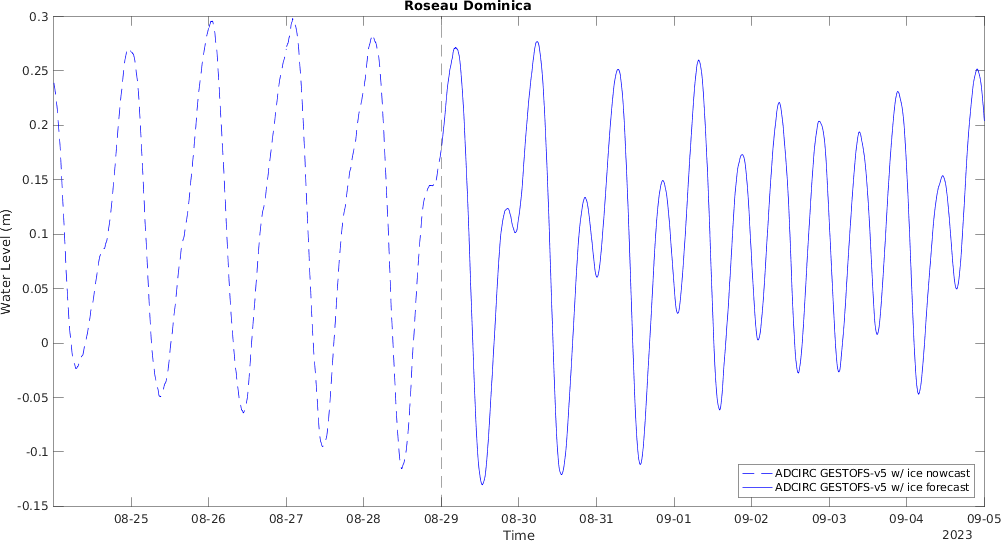 Roseau Dominica
0.3
0.25
0.2
0.15
0.1
0.05
0
-0.05
-0.1
-0.15
Water Level (m)
ADCIRC GESTOFS-v5 w/ ice nowcast
ADCIRC GESTOFS-v5 w/ ice forecast
08-25 08-26 08-27 08-28 08-29 08-30 08-31 09-01 09-02 09-03 09-04 09-05
Time
2023